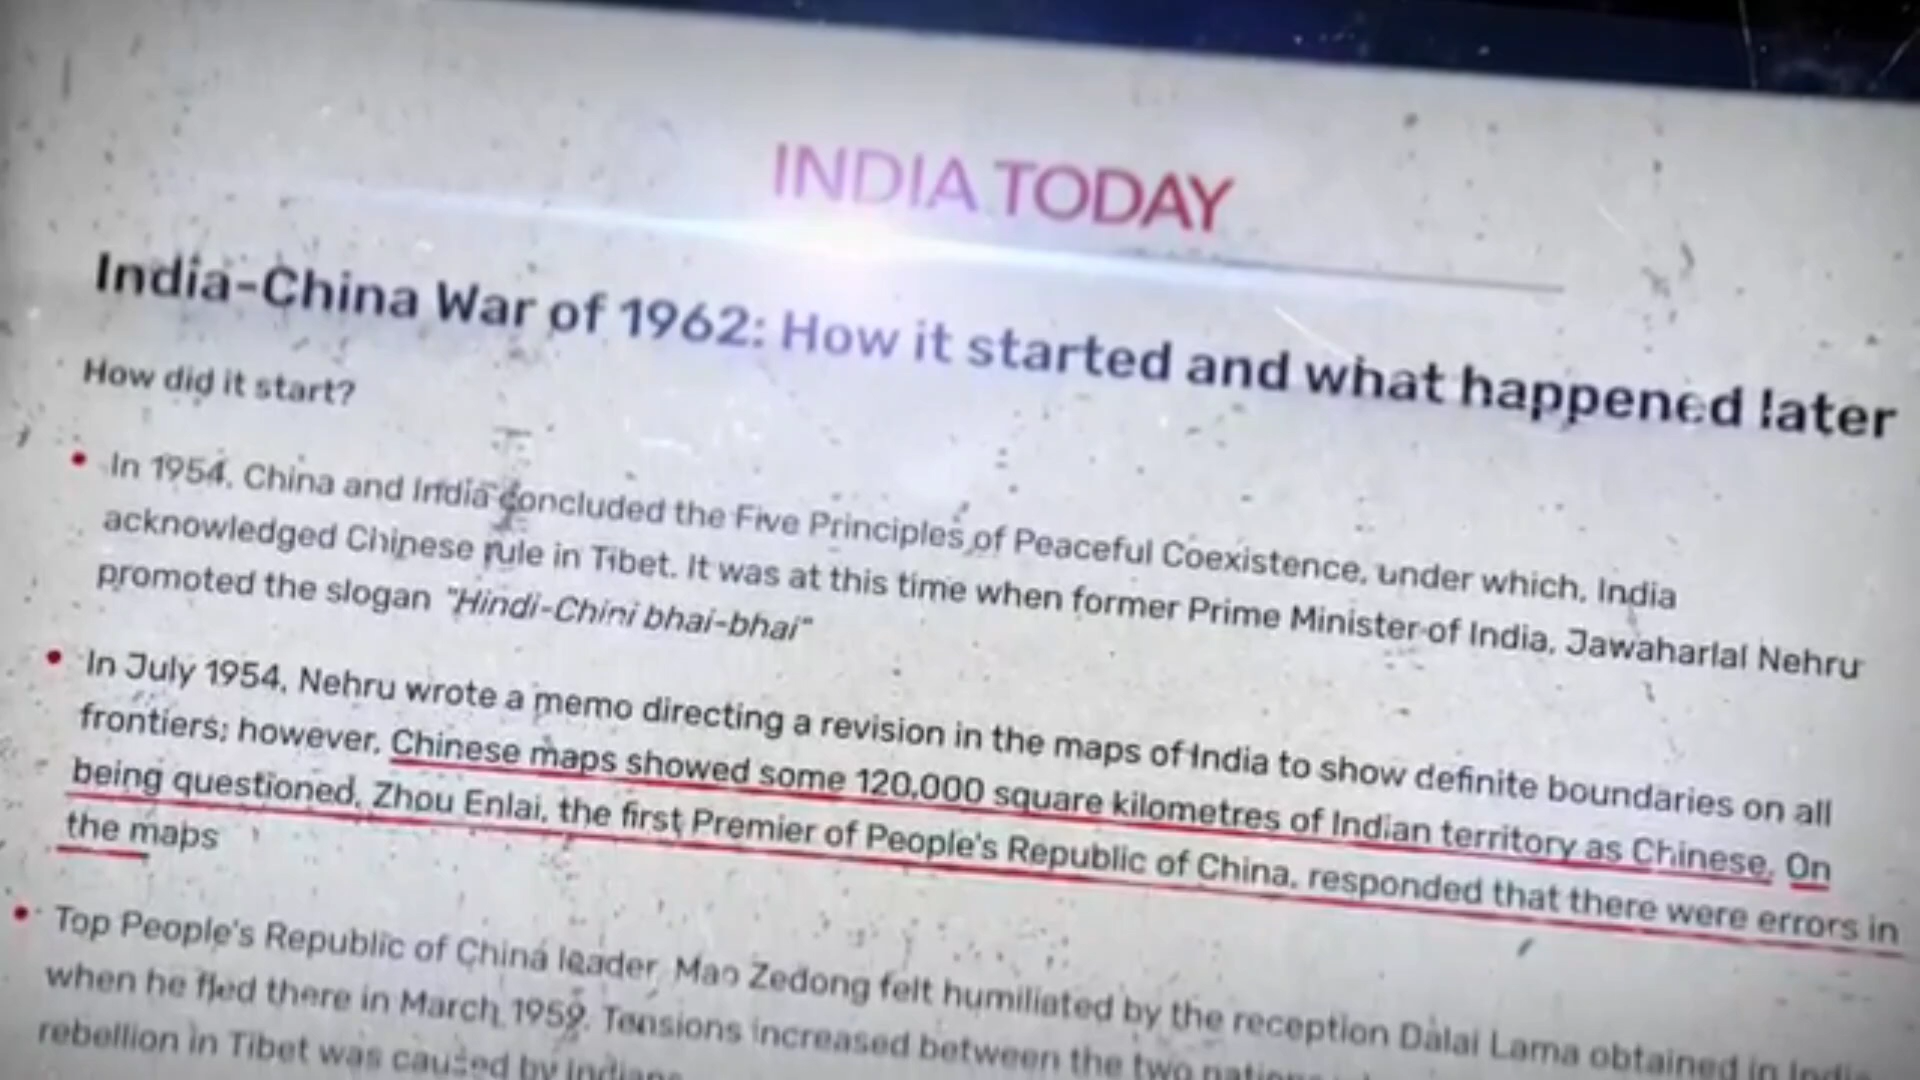 INDIA TODAY
India-China War of 1962: How it started and what happened later
How did it start?
• In 1954, China and India concluded the Five Principles of Peaceful Coexistence, under which, India
acknowledged Chinese rule in Tibet. It was at this time when former Prime Minister of India, Jawaharlal Nehru
promoted the slogan "Hindi-Chini bhai-bhai"
• In July 1954, Nehru wrote a memo directing a revision in the maps of India to show definite boundaries on all
frontiers; however, Chinese maps showed some 120,000 square kilometres of Indian territory as Chinese. On
being questioned, Zhou Enlai, the first Premier of People's Republic of China, responded that there were errors in
the maps
• Top People's Republic of China leader Mao Zedong felt humiliated by the reception Dalai Lama obtained in India
when he fled there in March 1959. Tensions increased between the two
rebellion in Tibet was caused by Indians